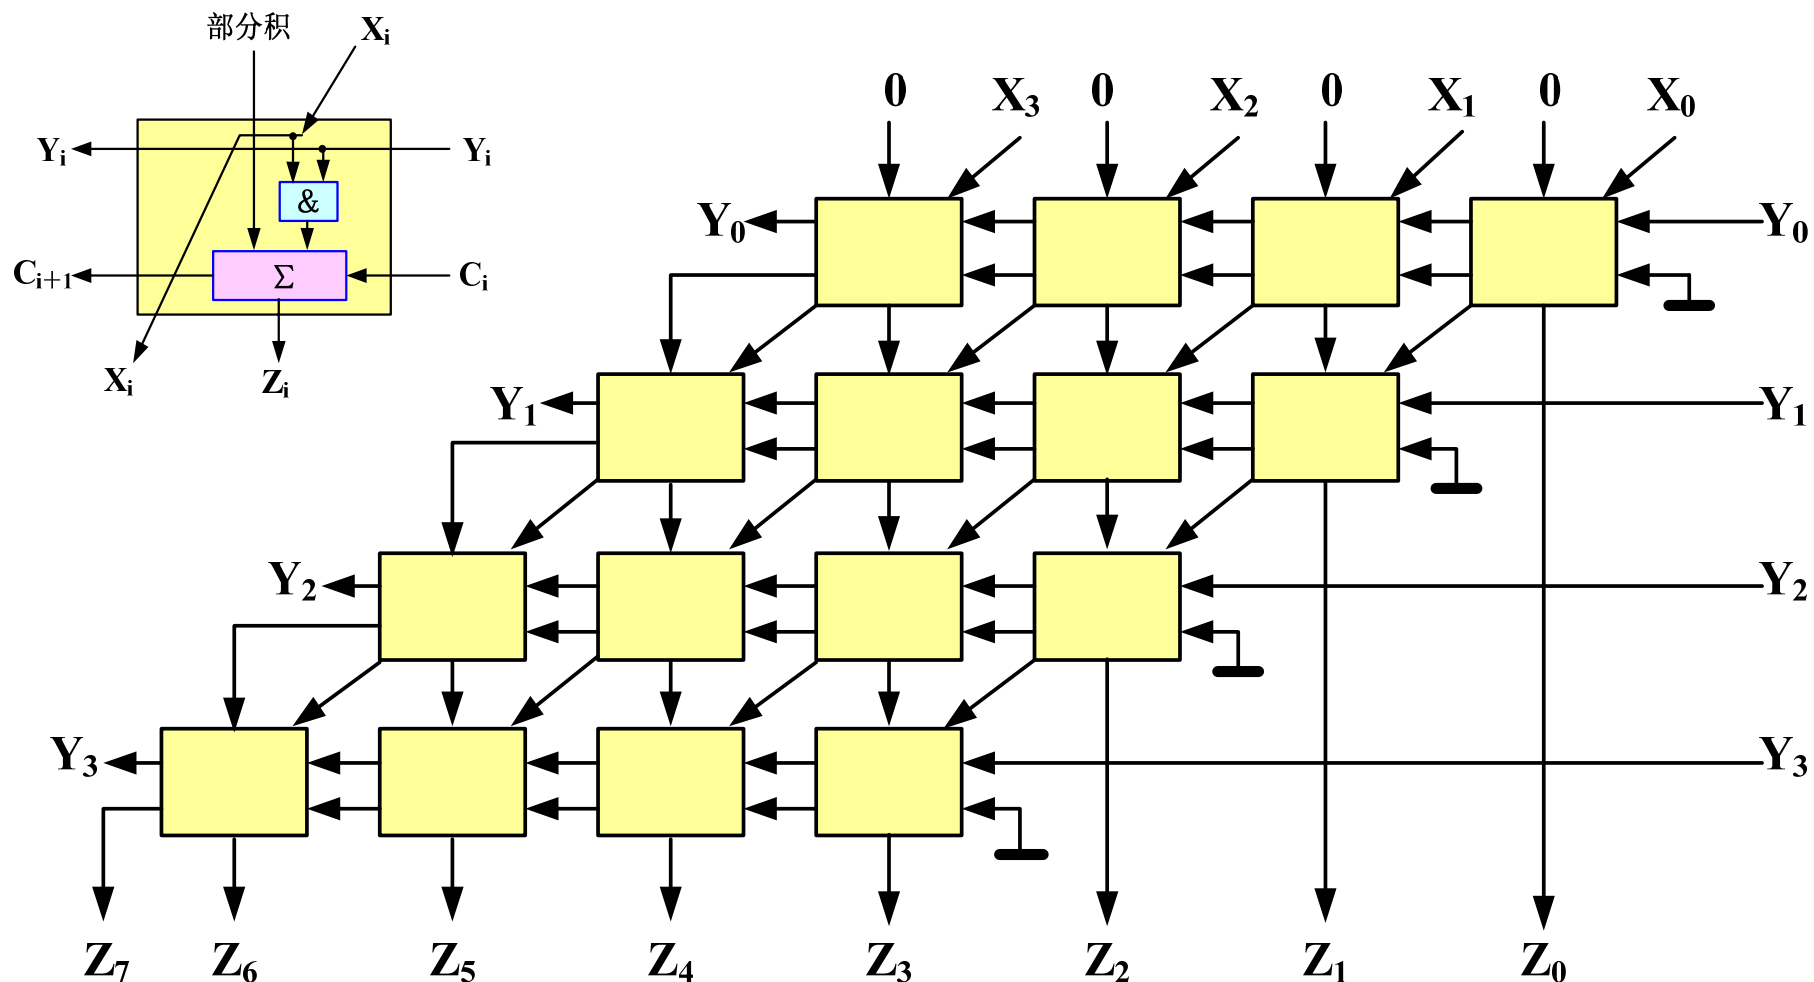 部分积 Xi
Yi Yi
&
Ci+1 Σ Ci
Xi Zi
0 X3 0 X2 0 X1 0 X0
Y0 Y0
Y1 Y1
Y2 Y2
Y3 Y3
Z7 Z6 Z5 Z4 Z3 Z2 Z1 Z0